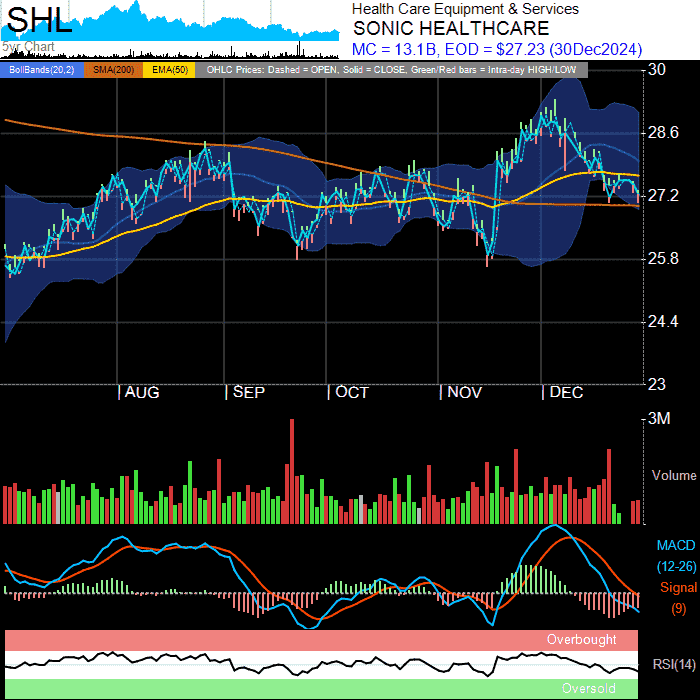 SHL
5yr Chart
Health Care Equipment & Services
SONIC HEALTHCARE
MC = 13.1B, EOD = $27.23 (30Dec2024)
BollBands(20,2) SMA(200) EMA(50) OHLC Prices: Dashed = OPEN, Solid = CLOSE, Green/Red bars = Intra-day HIGH/LOW
30
28.6
27.2
25.8
24.4
23
AUG SEP OCT NOV DEC
3M
Volume
MACD
(12-26)
Signal
(9)
Overbought
RSI(14)
Oversold